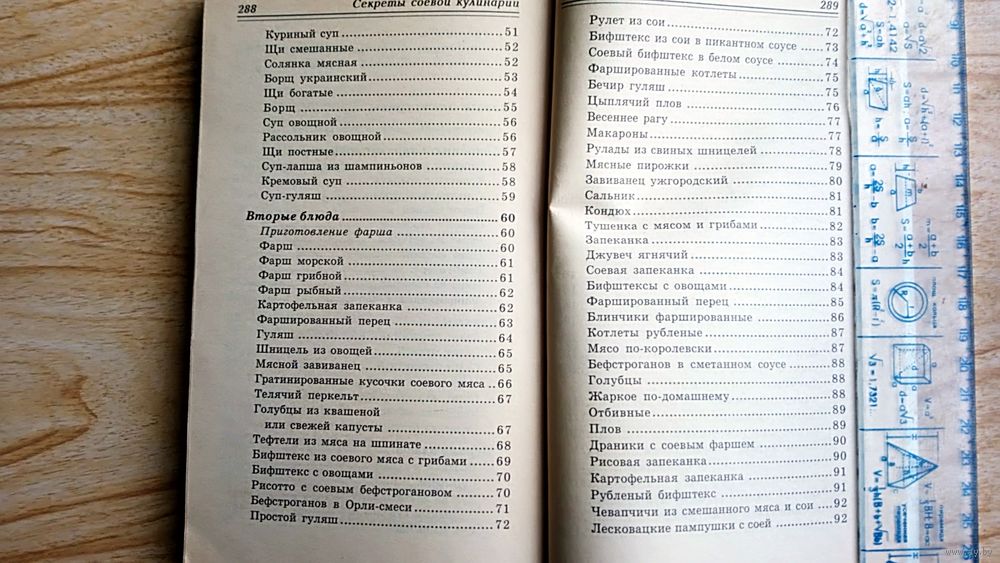 288
Секреты соевой кулинарии
Куриный суп 51
Щи смешанные 52
Солянка мясная 52
Борщ украинский 53
Щи богатые 54
Борщ 55
Суп овощной 56
Рассольник овощной 56
Щи постные 57
Суп-лапша из шампиньонов 58
Кремовый суп 58
Суп-гуляш 59
Вторые блюда 60
Приготовление фарша 60
Фарш 60
Фарш морской 61
Фарш грибной 61
Фарш рыбный 62
Картофельная запеканка 62
Фаршированный перец 63
Гуляш 64
Шницель из овощей 65
Мясной завиванец 65
Гратинированные кусочки соевого мяса 66
Телячий перкельт 67
Голубцы из квашеной
или свежей капусты 67
Тефтели из мяса на шпинате 68
Бифштекс из соевого мяса с грибами 69
Бифштекс с овощами 70
Рисотто с соевым бефстрогановом 70
Бефстроганов в Орли-смеси 71
Простой гуляш 72
289
Рулет из сои 72
Бифштекс из сои в пикантном соусе 73
Соевый бифштекс в белом соусе 74
Фаршированные котлеты 75
Бечир гуляш 75
Цыплячий плов 76
Весеннее рагу 77
Макароны 77
Рулады из свиных шницелей 78
Мясные пирожки 79
Завиванец ужгородский 80
Сальник 81
Кондюх 81
Тушенка с мясом и грибами 82
Запеканка 83
Джувеч ягнячий 83
Соевая запеканка 84
Бифштексы с овощами 84
Фаршированный перец 85
Блинчики фаршированные 86
Котлеты рубленые 87
Мясо по-королевски 87
Бефстроганов в сметанном соусе 88
Голубцы 88
Жаркое по-домашнему 88
Отбивные 89
Плов 89
Драники с соевым фаршем 90
Рисовая запеканка 90
Картофельная запеканка 91
Рубленый бифштекс 91
Чевапчичи из смешанного мяса и сои 92
Лесковацкие пампушки с соей 92